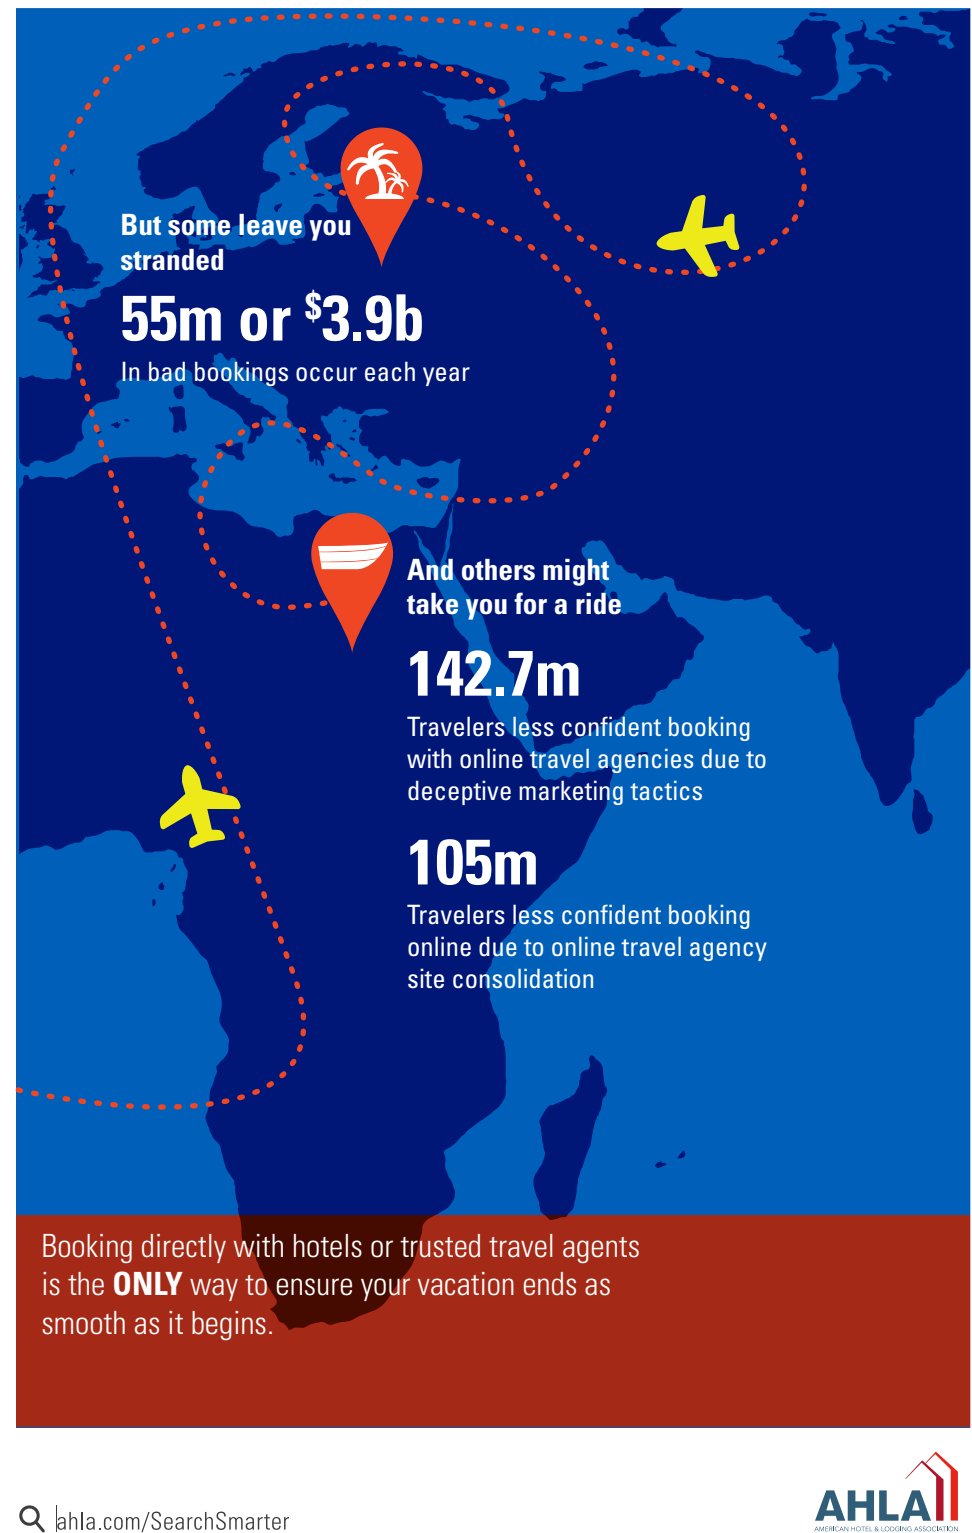 But some leave you
stranded
55m or $3.9b
In bad bookings occur each year
And others might
take you for a ride
142.7m
Travelers less confident booking
with online travel agencies due to
deceptive marketing tactics
105m
Travelers less confident booking
online due to online travel agency
site consolidation
Booking directly with hotels or trusted travel agents
is the ONLY way to ensure your vacation ends as
smooth as it begins.
ahla.com/SearchSmarter
AHLA
AMERICAN HOTEL & LODGING ASSOCIATION